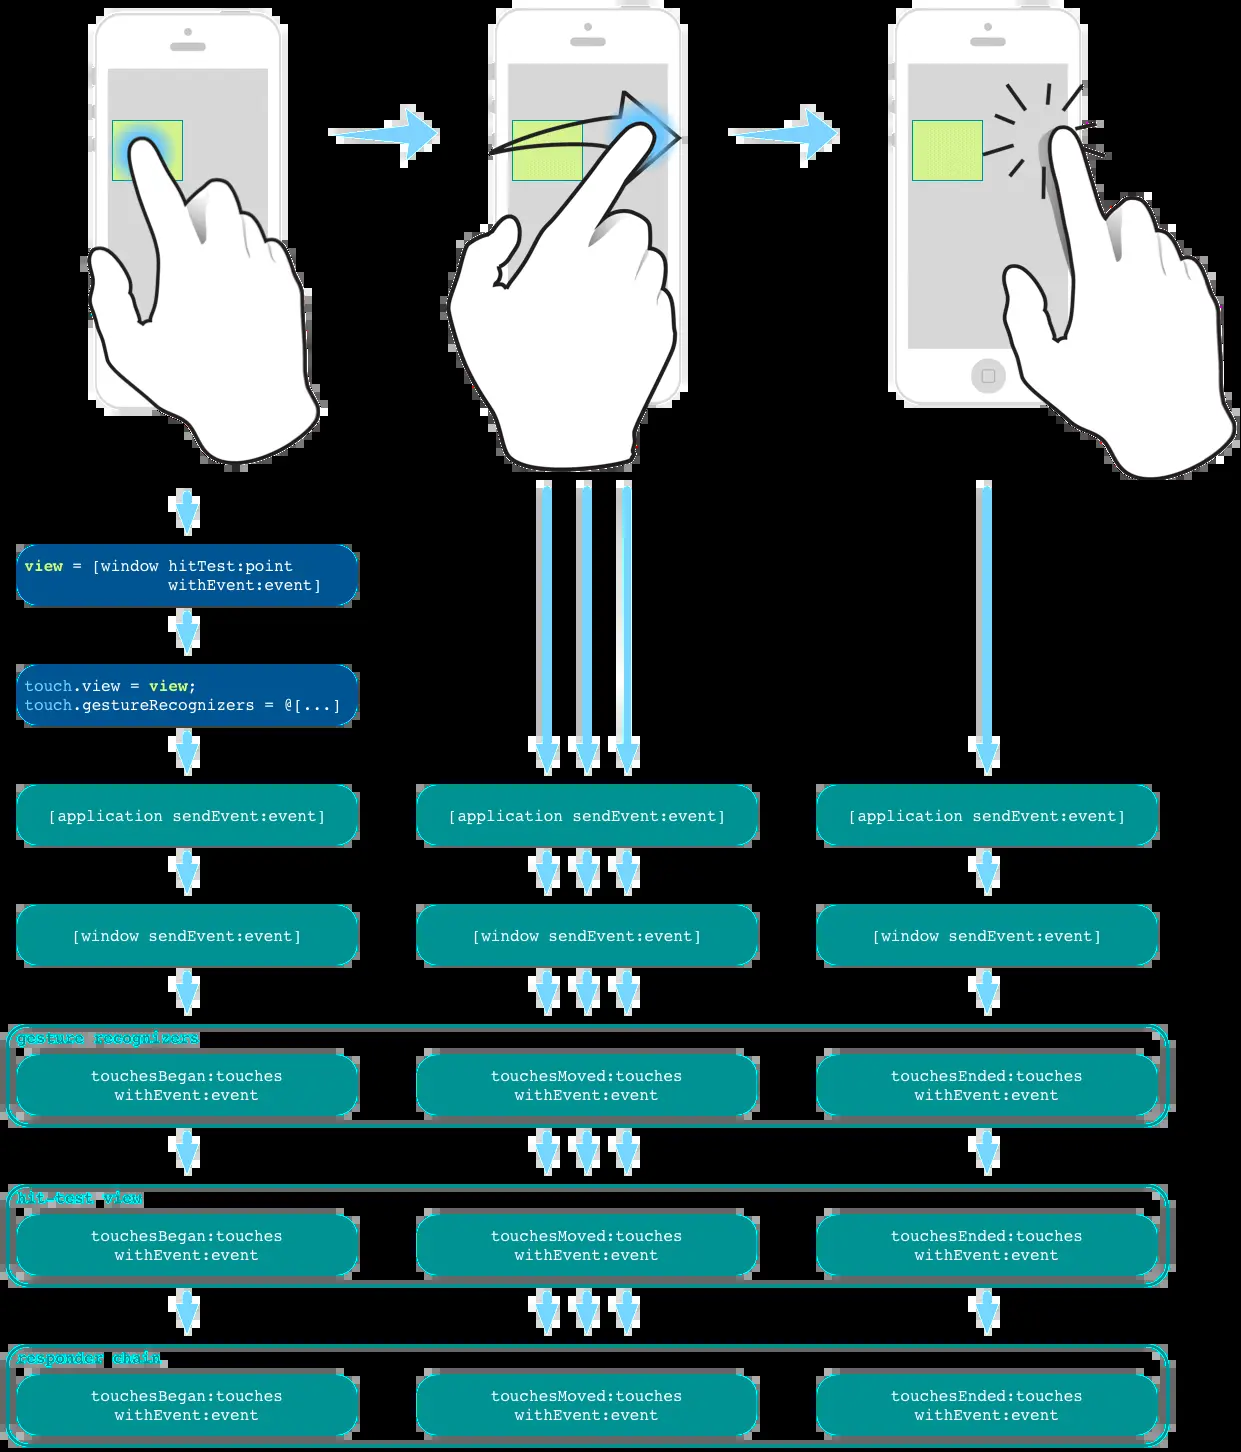 view = [window hitTest:point
withEvent:event]
touch.view = view;
touch.gestureRecognizers = @[...]
[application sendEvent:event]
[application sendEvent:event]
[application sendEvent:event]
[window sendEvent:event]
[window sendEvent:event]
[window sendEvent:event]
gesture recognizers
touchesBegan:touches
withEvent:event
touchesMoved:touches
withEvent:event
touchesEnded:touches
withEvent:event
hit-test view
touchesBegan:touches
withEvent:event
touchesMoved:touches
withEvent:event
touchesEnded:touches
withEvent:event
responder chain
touchesBegan:touches
withEvent:event
touchesMoved:touches
withEvent:event
touchesEnded:touches
withEvent:event